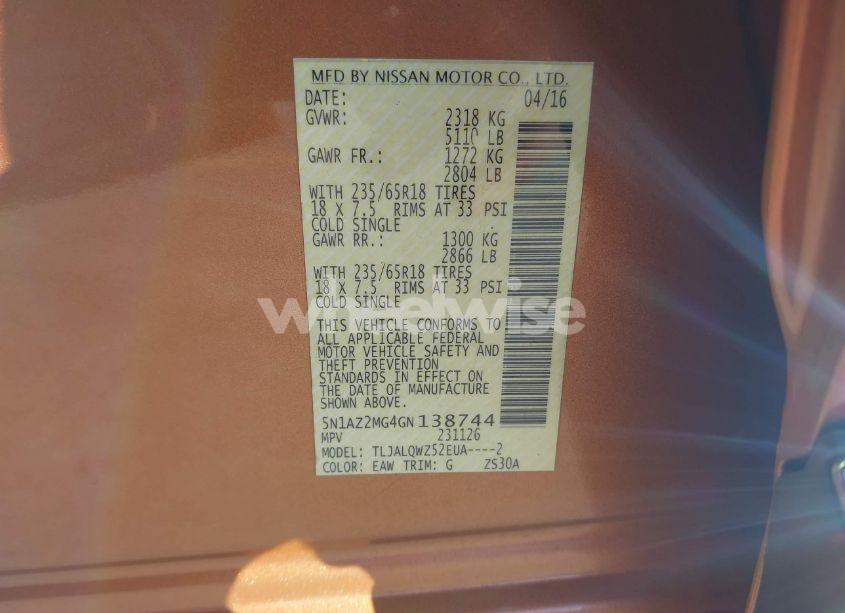 MFD BY NISSAN MOTOR CO., LTD.
DATE: 04/16
GVWR: 2318 KG
5110 LB
GAWR FR.: 1272 KG
2804 LB
WITH 235/65R18 TIRES
18 X 7.5 RIMS AT 33 PSI
COLD SINGLE
GAWR RR.: 1300 KG
2866 LB
WITH 235/65R18 TIRES
18 X 7.5 RIMS AT 33 PSI
COLD SINGLE
wheelwise
THIS VEHICLE CONFORMS TO
ALL APPLICABLE FEDERAL
MOTOR VEHICLE SAFETY AND
THEFT PREVENTION
STANDARDS IN EFFECT ON
THE DATE OF MANUFACTURE
SHOWN ABOVE.
5N1AZ2MG4GN138744
MPV 231126
MODEL: TLJALQWZ52EUA----2
COLOR: EAW TRIM: G ZS30A